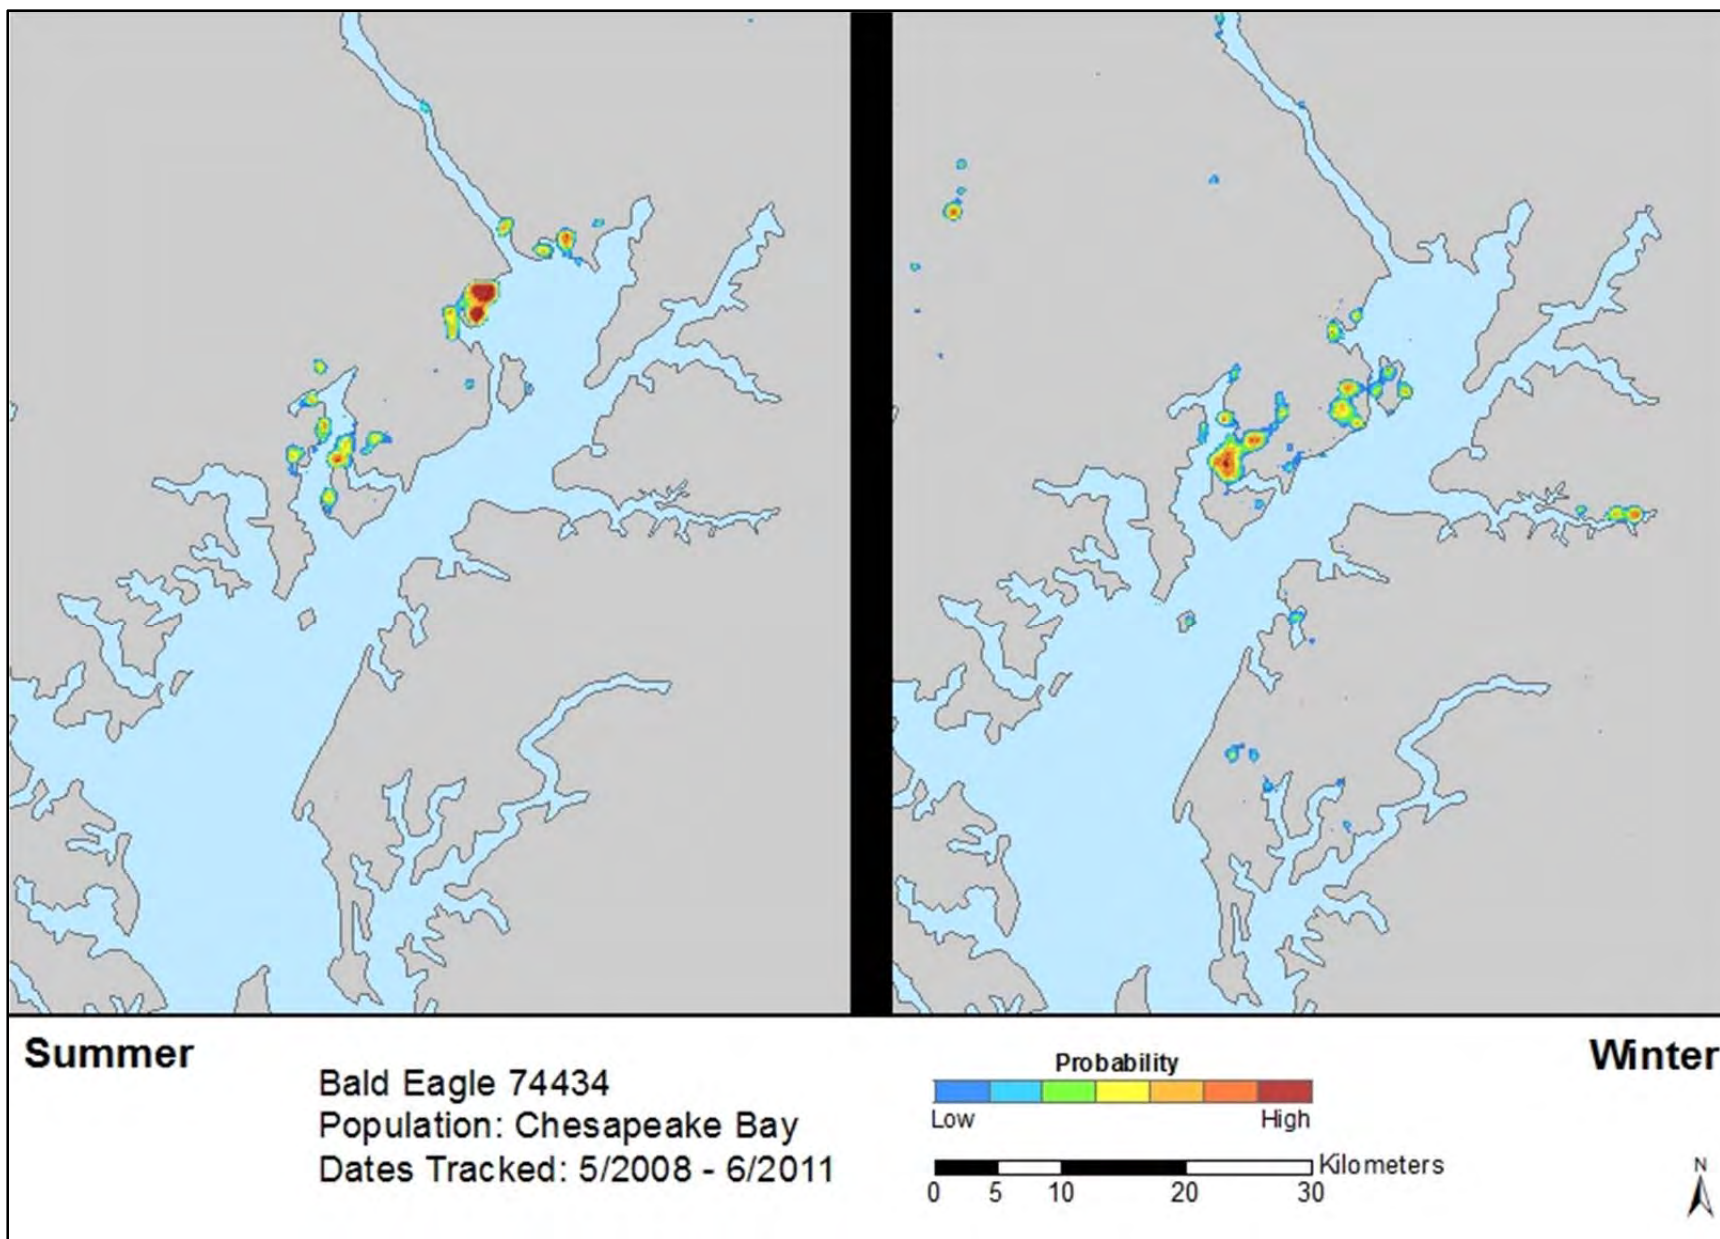 Summer
Winter
Bald Eagle 74434
Population: Chesapeake Bay
Dates Tracked: 5/2008 - 6/2011
Probability
Low High
Kilometers
0 5 10 20 30
N